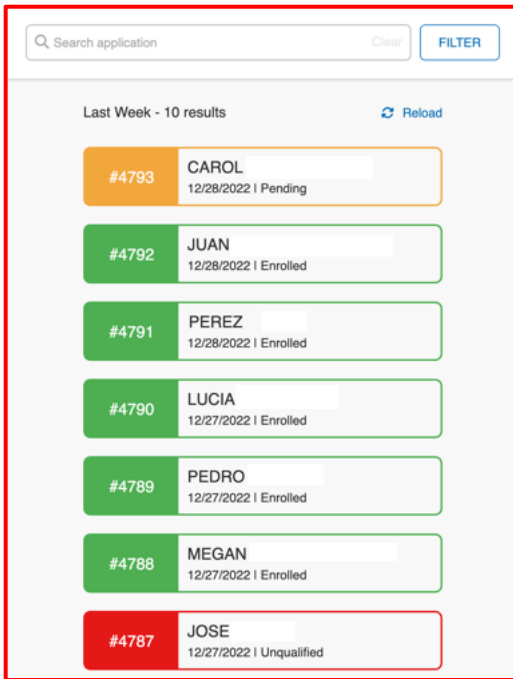 Search application Clear FILTER
Last Week - 10 results Reload
#4793 CAROL
12/28/2022 | Pending
#4792 JUAN
12/28/2022 | Enrolled
#4791 PEREZ
12/28/2022 | Enrolled
#4790 LUCIA
12/27/2022 | Enrolled
#4789 PEDRO
12/27/2022 | Enrolled
#4788 MEGAN
12/27/2022 | Enrolled
#4787 JOSE
12/27/2022 | Unqualified